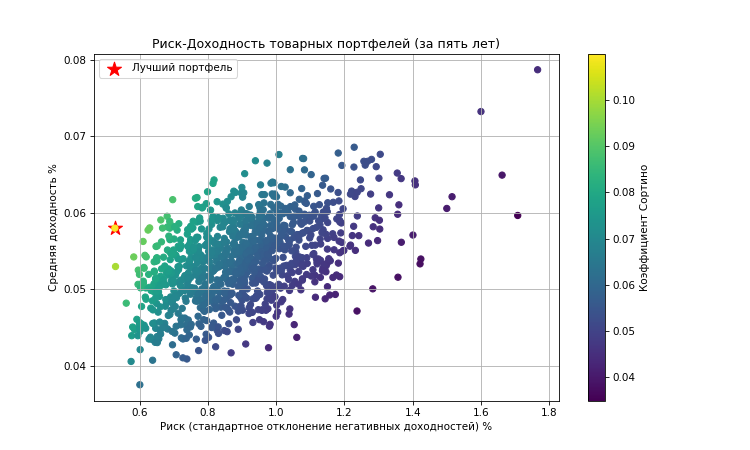 Риск-Доходность товарных портфелей (за пять лет)
Лучший портфель
Средняя доходность %
0.08
0.07
0.06
0.05
0.04
0.6 0.8 1.0 1.2 1.4 1.6 1.8
Риск (стандартное отклонение негативных доходностей) %
0.10
0.09
0.08
0.07
0.06
0.05
0.04
Коэффициент Сортино